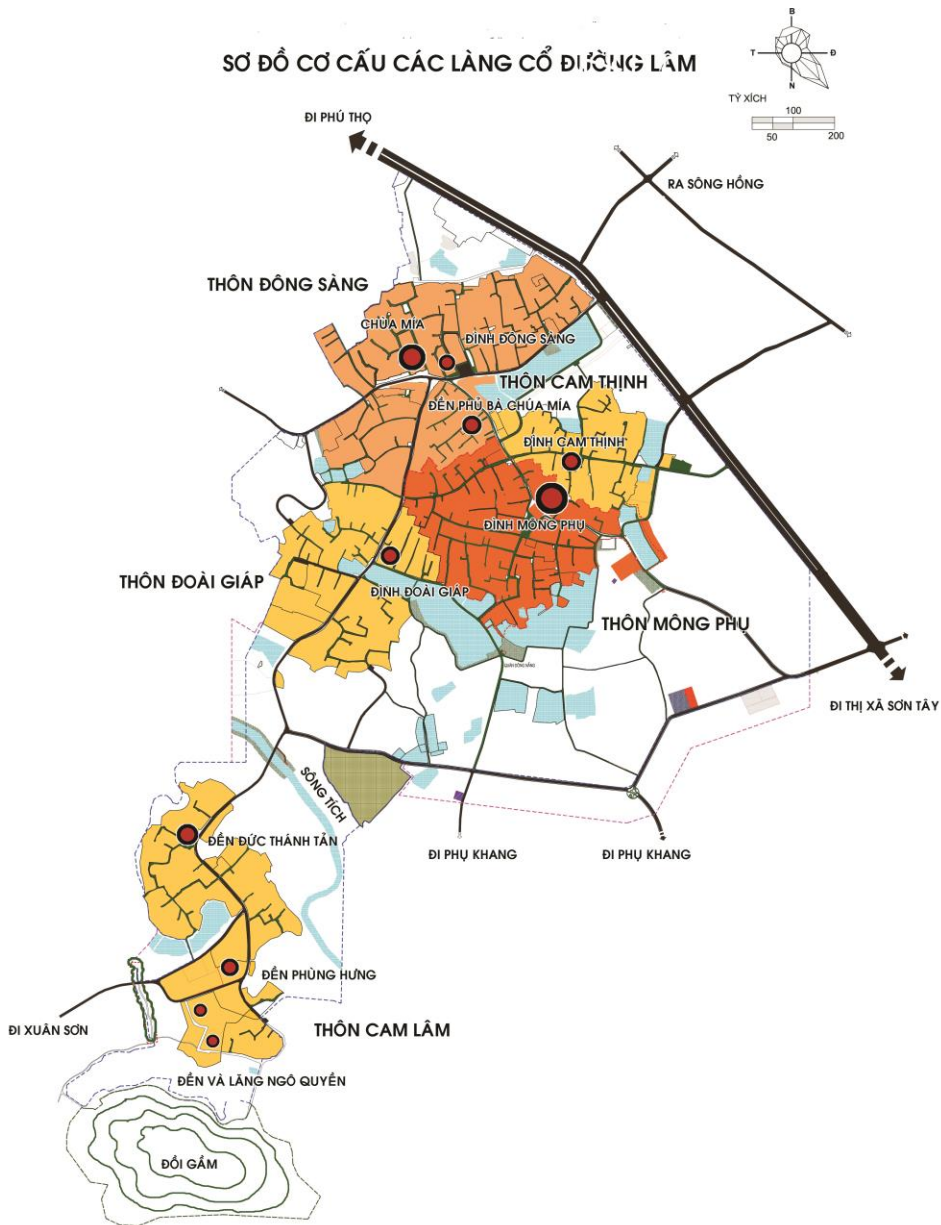 SƠ ĐỒ CƠ CẤU CÁC LÀNG CỔ ĐƯỜNG LÂM
B
T
Đ
N
TỶ XÍCH
100
50
200
ĐI PHÚ THỌ
RA SÔNG HỒNG
THÔN ĐÔNG SÀNG
CHÙA MÍA
ĐÌNH ĐÔNG SÀNG
THÔN CAM THỊNH
ĐỀN PHỦ BÀ CHÚA MÍA
ĐÌNH CAM THỊNH
ĐÌNH MÔNG PHỤ
THÔN ĐOÀI GIÁP
ĐÌNH ĐOÀI GIÁP
THÔN MÔNG PHỤ
ĐI THỊ XÃ SƠN TÂY
SÔNG TÍCH
ĐỀN ĐỨC THÁNH TẢN
ĐI PHỤ KHANG
ĐI PHỤ KHANG
ĐỀN PHÙNG HƯNG
ĐI XUÂN SƠN
THÔN CAM LÂM
ĐỀN VÀ LĂNG NGÔ QUYỀN
ĐỒI GẦM